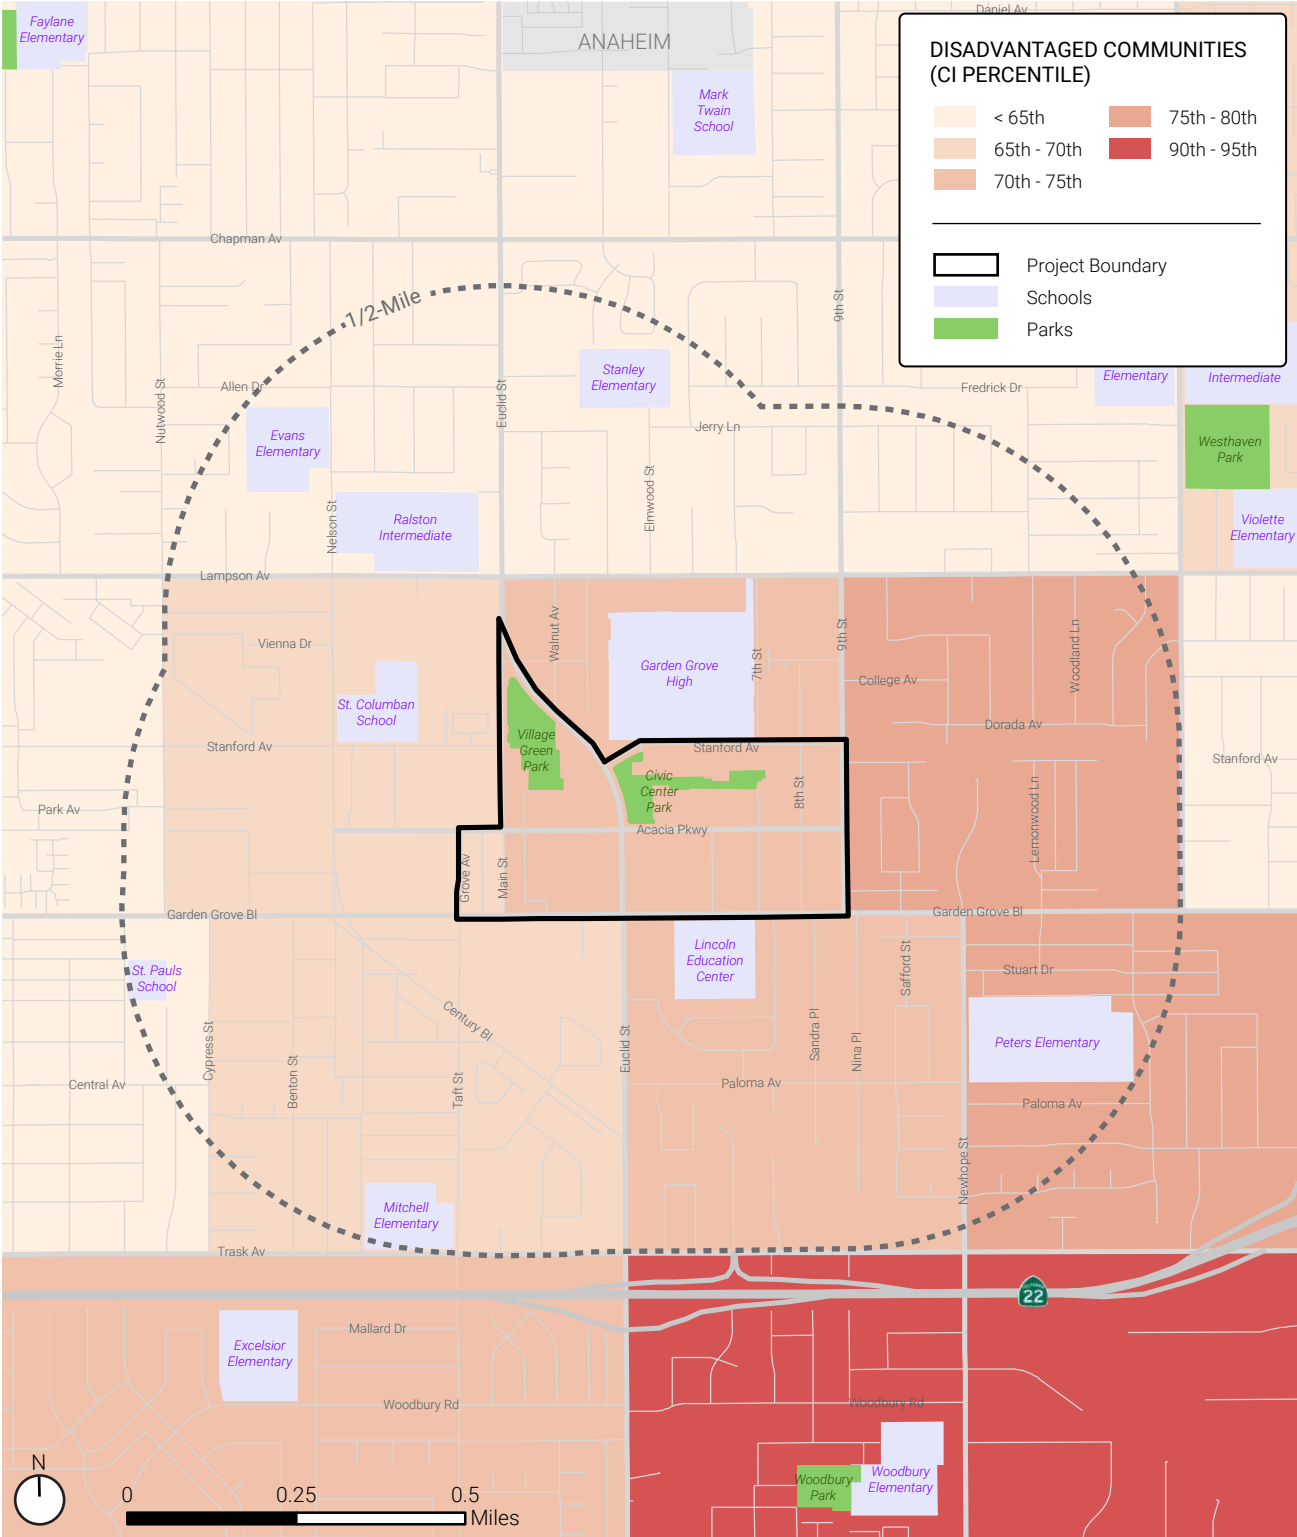 Faylane
Elementary
ANAHEIM
Daniel Av
Mark
Twain
School
DISADVANTAGED COMMUNITIES
(CI PERCENTILE)
< 65th
65th - 70th
70th - 75th
75th - 80th
90th - 95th
Project Boundary
Schools
Parks
Chapman Av
1/2-Mile
9th St
Morrie Ln
Nutwood St
Allen Dr
Euclid St
Stanley
Elementary
Fredrick Dr
Elementary
Intermediate
Evans
Elementary
Jerry Ln
Westhaven
Park
Nelson St
Ralston
Intermediate
Elmwood St
Violette
Elementary
Lampson Av
Vienna Dr
Walnut Av
Garden Grove
High
7th St
9th St
College Av
Woodland Ln
St. Columban
School
Dorada Av
Stanford Av
Village
Green
Park
Stanford Av
Stanford Av
Civic
Center
Park
8th St
Park Av
Acacia Pkwy
Lemonwood Ln
Grove Av
Main St
Garden Grove Bl
Garden Grove Bl
St. Pauls
School
Lincoln
Education
Center
Safford St
Stuart Dr
Century Bl
Cypress St
Euclid St
Sandra Pl
Nina Pl
Peters Elementary
Central Av
Benton St
Taft St
Paloma Av
Paloma Av
Newhope St
Mitchell
Elementary
Trask Av
22
Mallard Dr
Excelsior
Elementary
Woodbury Rd
Woodbury Rd
Woodbury
Park
Woodbury
Elementary
N
0
0.25
0.5
Miles